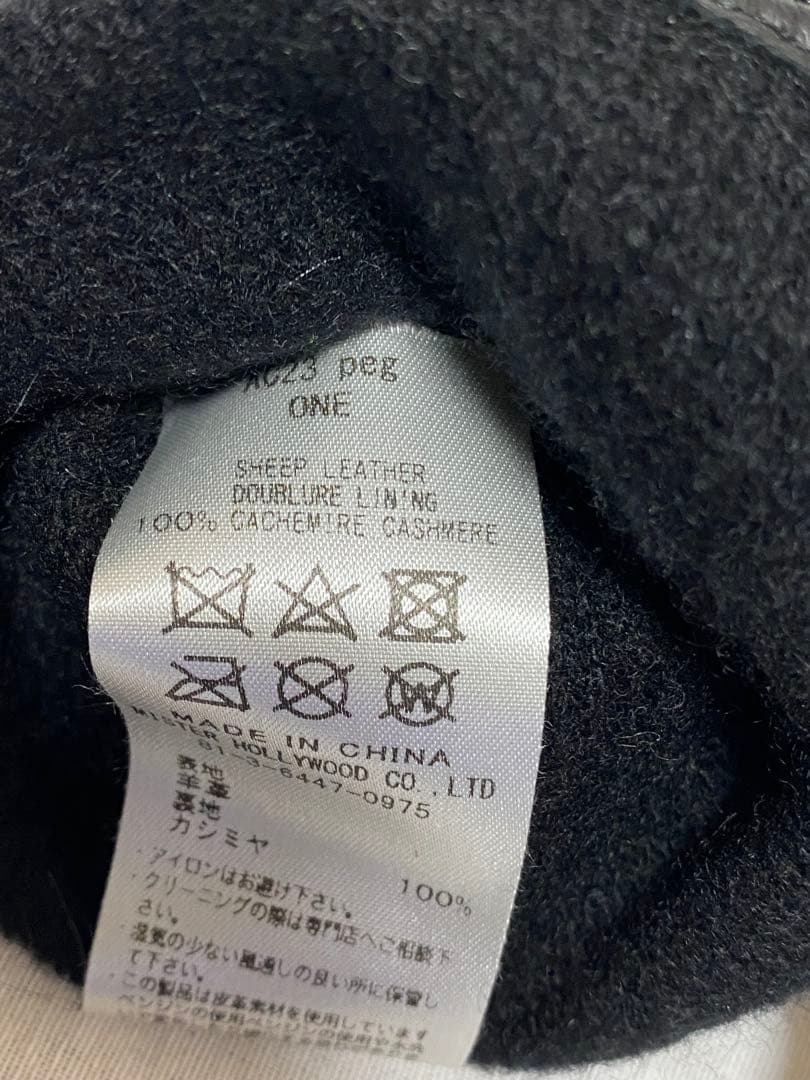 AC23 peg
ONE
SHEEP LEATHER
DOUBLURE LINING
100% CACHEMIRE CASHMERE
W
MADE IN CHINA
MISTER HOLLYWOOD CO.,LTD
81-3-6447-0975
表地
羊革
裏地
カシミヤ 100%
・アイロンはお避け下さい。
・クリーニングの際は専門店へご相談下
さい。
・湿気の少ない風通しの良い所に保管し
て下さい。
・この製品は皮革素材を使用しています